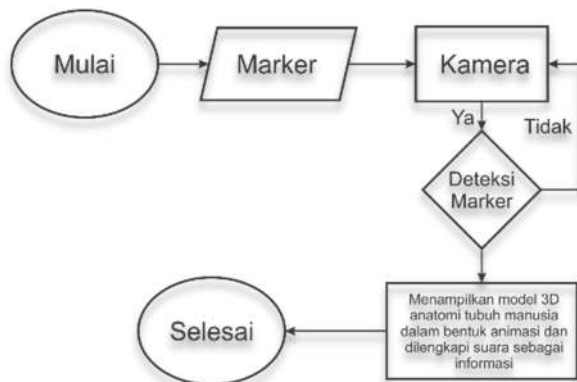 Mulai
Marker
Kamera
Ya
Tidak
Deteksi
Marker
Menampilkan model 3D
anatomi tubuh manusia
dalam bentuk animasi dan
dilengkapi suara sebagai
informasi
Selesai